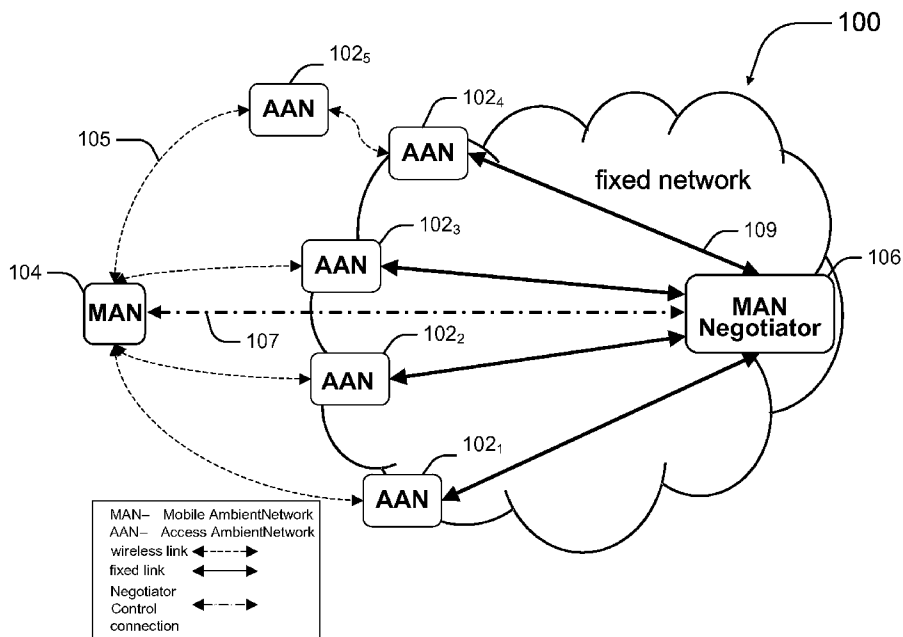 100
102₅
AAN
102₄
AAN
105
fixed network
102₃
109
104
AAN
106
MAN
MAN
Negotiator
107
102₂
AAN
102₁
AAN
MAN– Mobile AmbientNetwork
AAN– Access AmbientNetwork
wireless link
fixed link
Negotiator
Control
connection